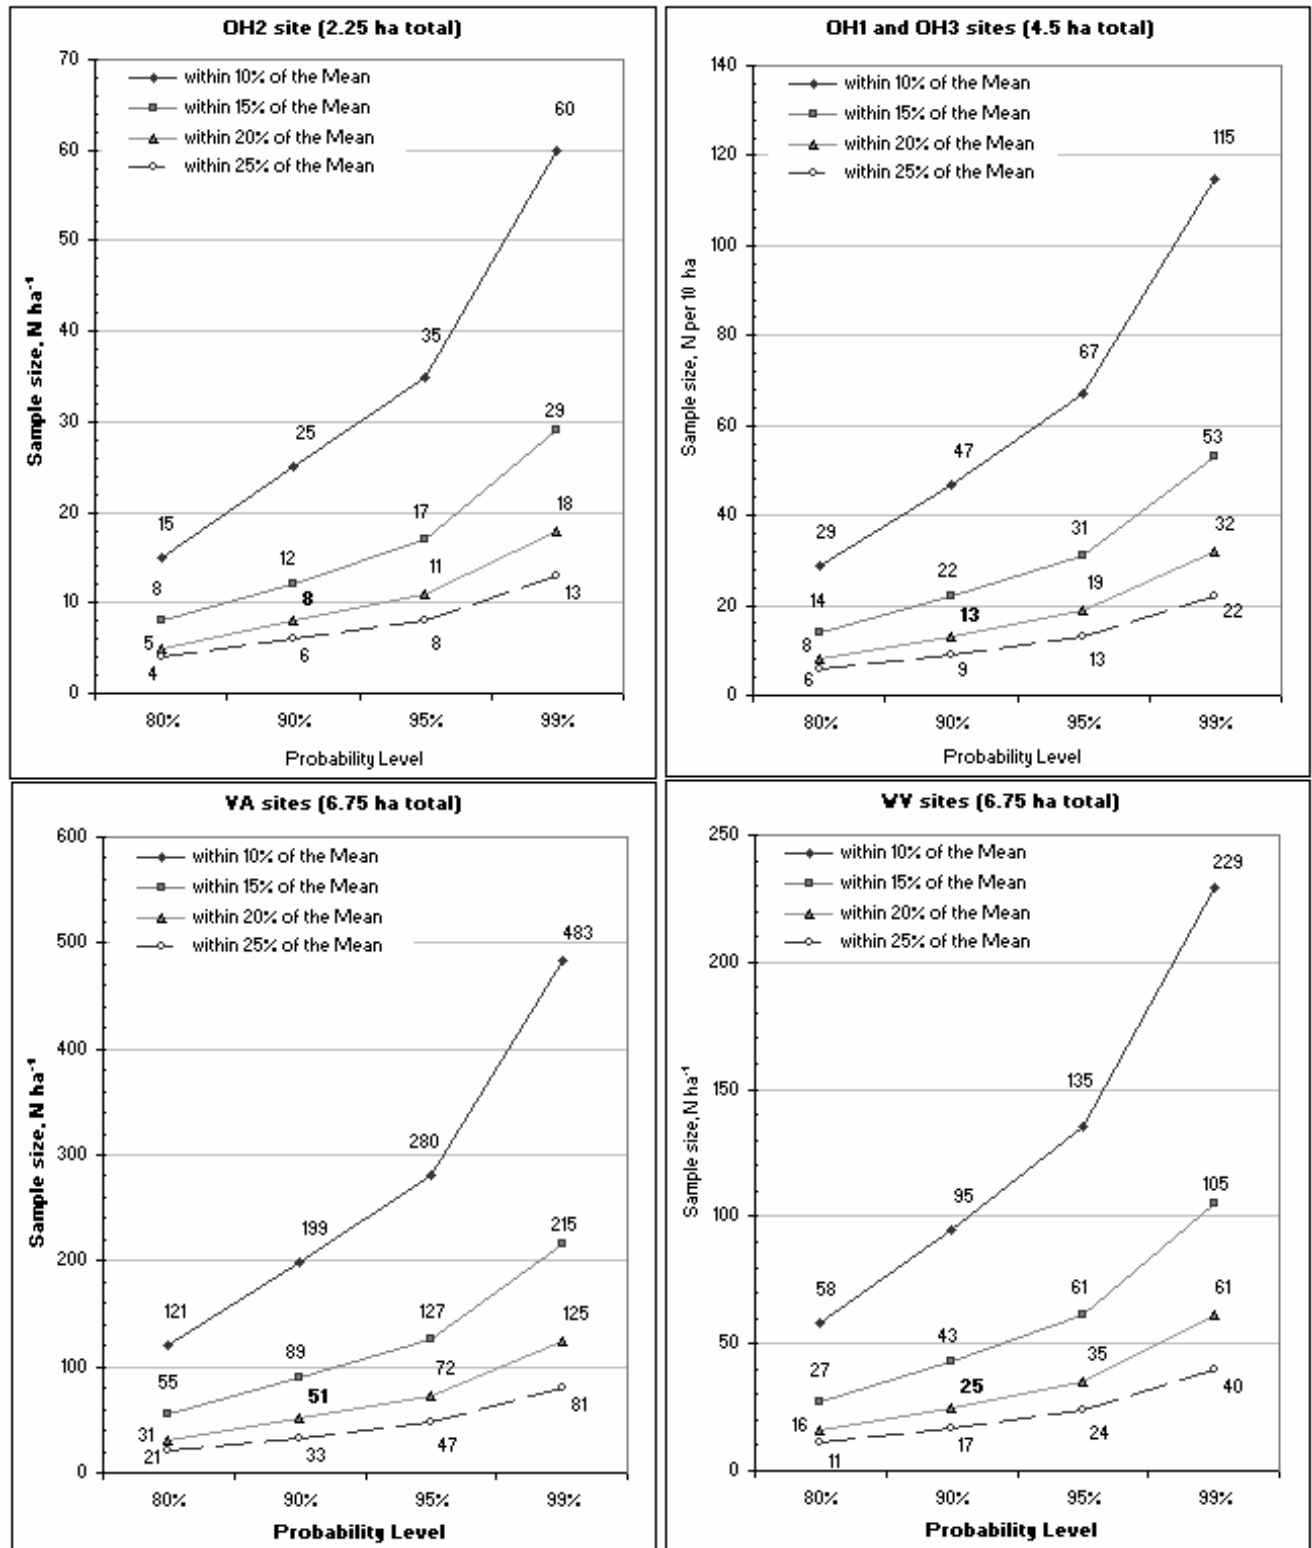 OH2 site (2.25 ha total)
70
60
50
40
30
20
10
0
Sample size, N ha⁻¹
within 10% of the Mean
within 15% of the Mean
within 20% of the Mean
within 25% of the Mean
60
35
25
15
29
17
12
8
18
11
8
5
13
8
6
4
80% 90% 95% 99%
Probability Level
OH1 and OH3 sites (4.5 ha total)
140
120
100
80
60
40
20
0
Sample size, N per 10 ha
within 10% of the Mean
within 15% of the Mean
within 20% of the Mean
within 25% of the Mean
115
67
47
29
53
31
22
14
32
19
13
8
22
13
9
6
80% 90% 95% 99%
Probability Level
VA sites (6.75 ha total)
600
500
400
300
200
100
0
Sample size, N ha⁻¹
within 10% of the Mean
within 15% of the Mean
within 20% of the Mean
within 25% of the Mean
483
280
199
121
215
127
89
55
125
72
51
31
81
47
33
21
80% 90% 95% 99%
Probability Level
WV sites (6.75 ha total)
250
200
150
100
50
0
Sample size, N ha⁻¹
within 10% of the Mean
within 15% of the Mean
within 20% of the Mean
within 25% of the Mean
229
135
95
58
105
61
43
27
61
35
25
16
40
24
17
11
80% 90% 95% 99%
Probability Level